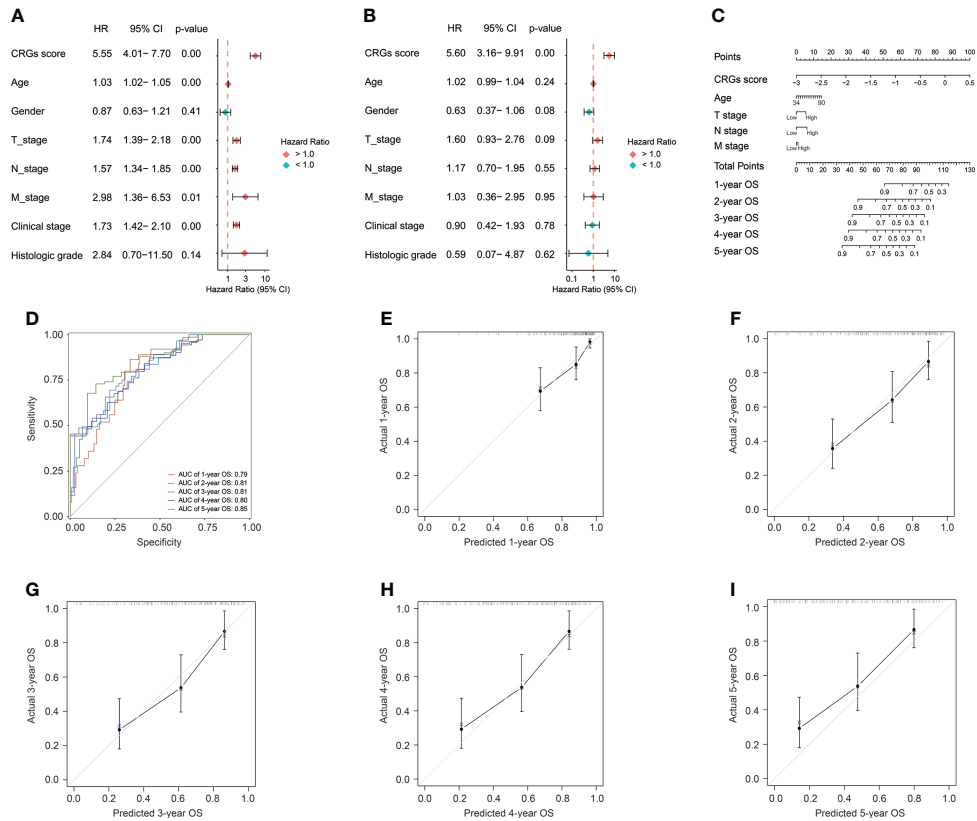 A
HR 95% CI p-value
CRGs score 5.55 4.01– 7.70 0.00
Age 1.03 1.02– 1.05 0.00
Gender 0.87 0.63– 1.21 0.41
T_stage 1.74 1.39– 2.18 0.00
N_stage 1.57 1.34– 1.85 0.00
M_stage 2.98 1.36– 6.53 0.01
Clinical stage 1.73 1.42– 2.10 0.00
Histologic grade 2.84 0.70–11.50 0.14
Hazard Ratio
> 1.0
< 1.0
1 3 10
Hazard Ratio (95% CI)
B
HR 95% CI p-value
CRGs score 5.60 3.16– 9.91 0.00
Age 1.02 0.99– 1.04 0.24
Gender 0.63 0.37– 1.06 0.08
T_stage 1.60 0.93– 2.76 0.09
N_stage 1.17 0.70– 1.95 0.55
M_stage 1.03 0.36– 2.95 0.95
Clinical stage 0.90 0.42– 1.93 0.78
Histologic grade 0.59 0.07– 4.87 0.62
Hazard Ratio
> 1.0
< 1.0
0.1 1 10
Hazard Ratio (95% CI)
C
Points 0 10 20 30 40 50 60 70 80 90 100
CRGs score
−3 −2.5 −2 −1.5 −1 −0.5 0 0.5
Age
34 90
T stage
Low High
N stage
Low High
M stage
Low High
Total Points
0 10 20 30 40 50 60 70 80 90 100 110 130
1-year OS
0.9 0.7 0.5 0.3 0.1
2-year OS
0.9 0.7 0.5 0.3 0.1
3-year OS
0.9 0.7 0.5 0.3 0.1
4-year OS
0.9 0.7 0.5 0.3 0.1
5-year OS
0.9 0.7 0.5 0.3 0.1
D
Sensitivity
1.00
0.75
0.50
0.25
0.00
AUC of 1-year OS: 0.79
AUC of 2-year OS: 0.81
AUC of 3-year OS: 0.81
AUC of 4-year OS: 0.80
AUC of 5-year OS: 0.85
0.00 0.25 0.50 0.75 1.00
Specificity
E
Actual 1-year OS
1.0
0.8
0.6
0.4
0.2
0.0
0.0 0.2 0.4 0.6 0.8 1.0
Predicted 1-year OS
F
Actual 2-year OS
1.0
0.8
0.6
0.4
0.2
0.0
0.0 0.2 0.4 0.6 0.8 1.0
Predicted 2-year OS
G
Actual 3-year OS
1.0
0.8
0.6
0.4
0.2
0.0
0.0 0.2 0.4 0.6 0.8 1.0
Predicted 3-year OS
H
Actual 4-year OS
1.0
0.8
0.6
0.4
0.2
0.0
0.0 0.2 0.4 0.6 0.8 1.0
Predicted 4-year OS
I
Actual 5-year OS
1.0
0.8
0.6
0.4
0.2
0.0
0.0 0.2 0.4 0.6 0.8 1.0
Predicted 5-year OS